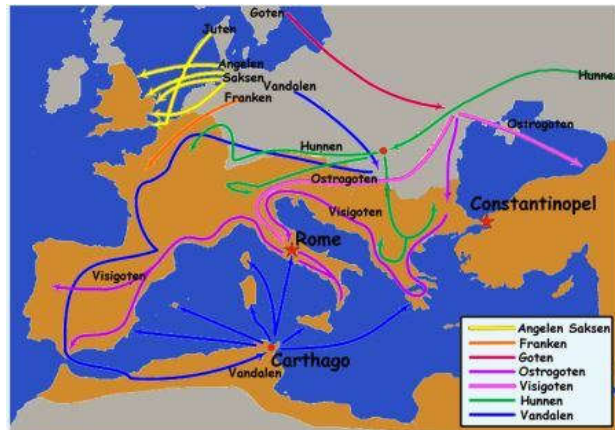 Goten
Juten
Angelen
Saksen
Franken
Vandalen
Hunnen
Ostrogoten
Hunnen
Ostrogoten
Visigoten
Constantinopel
Rome
Visigoten
Carthago
Vandalen
Angelen Saksen
Franken
Goten
Ostrogoten
Visigoten
Hunnen
Vandalen